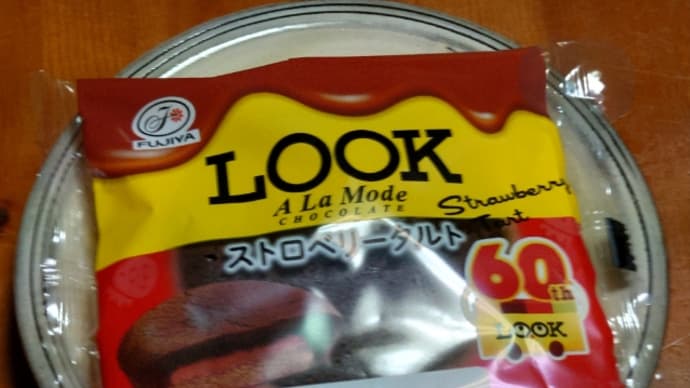 FUJIYA
LOOK
A La Mode
CHOCOLATE
Strawberry
Tart
ストロベリータルト
60th
LOOK